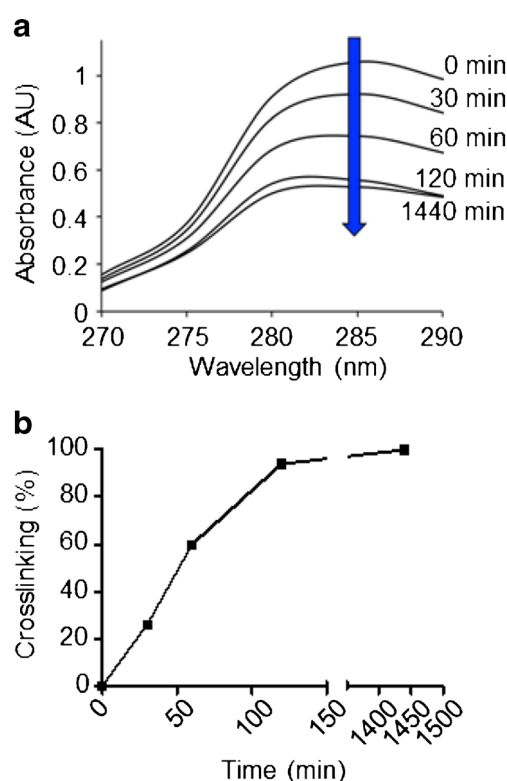 a
Absorbance (AU)
1
0.8
0.6
0.4
0.2
0
0 min
30 min
60 min
120 min
1440 min
270 275 280 285 290
Wavelength (nm)
b
Crosslinking (%)
100
80
60
40
20
0
0 50 100 150 1400 1450 1500
Time (min)